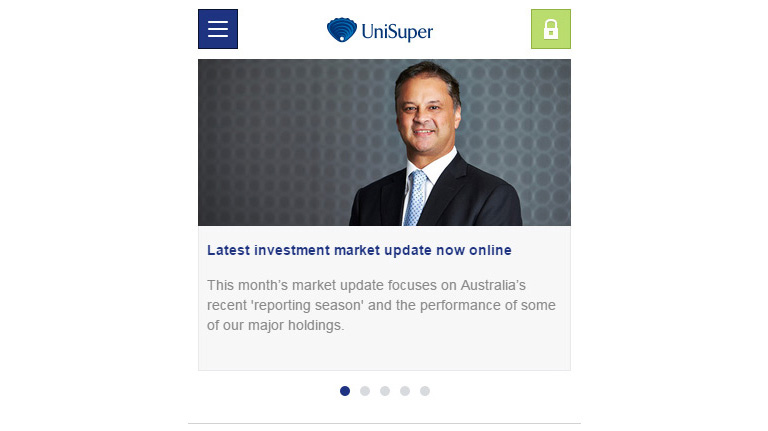 UniSuper
Latest investment market update now online
This month’s market update focuses on Australia’s
recent 'reporting season' and the performance of some
of our major holdings.